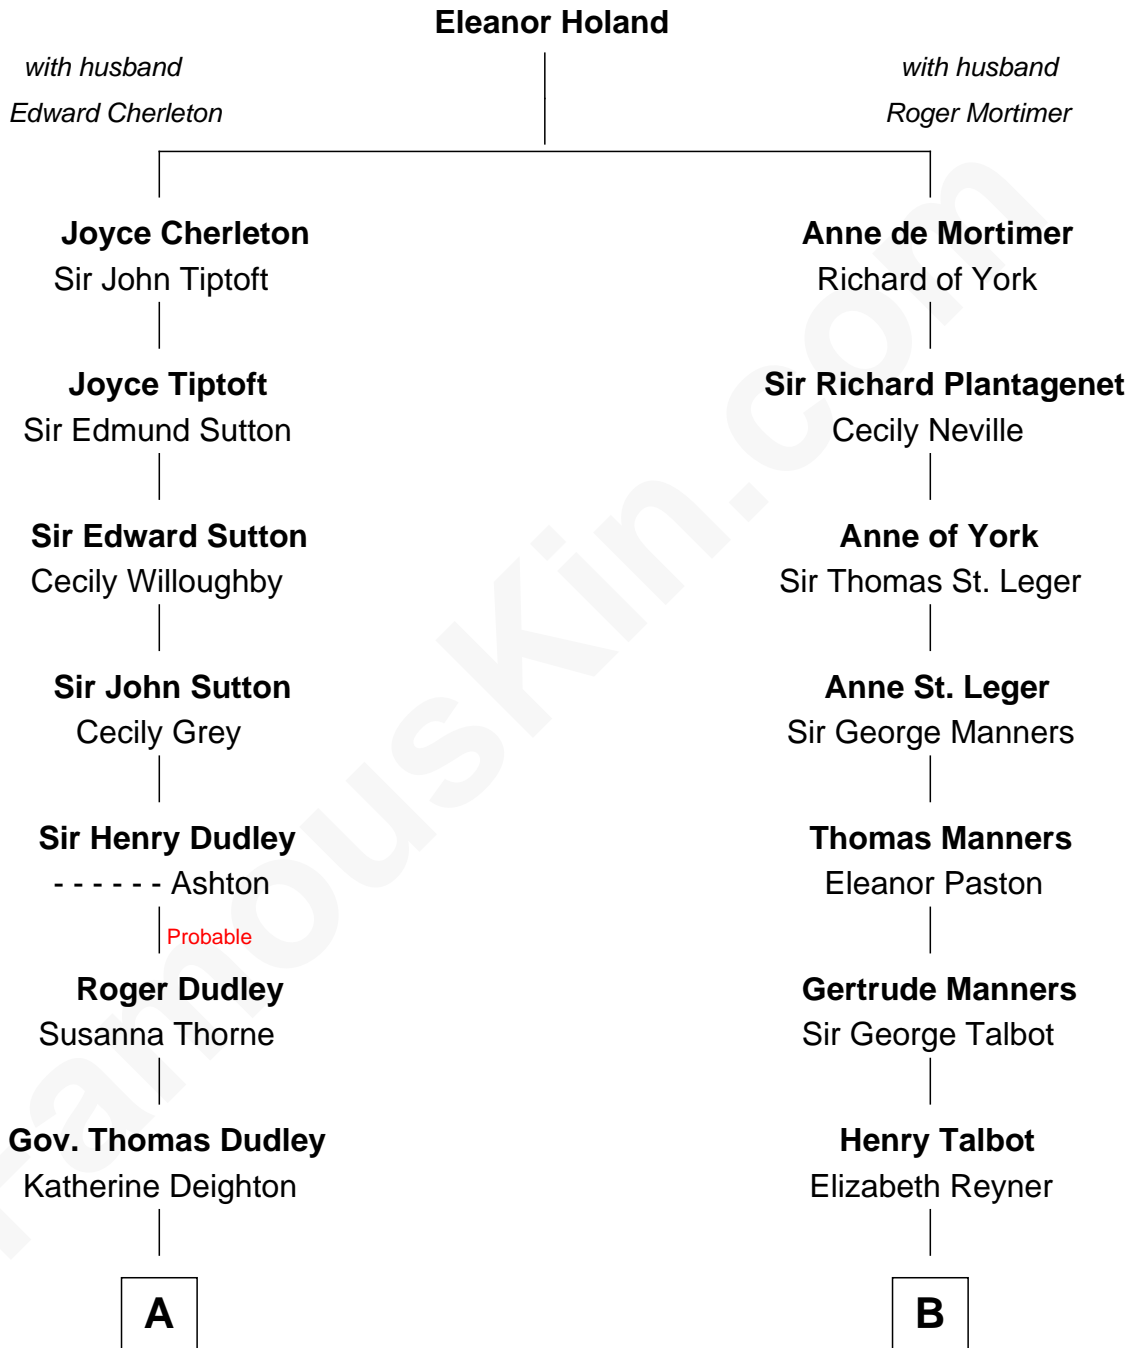 Eleanor Holand
with husband
Edward Cherleton
with husband
Roger Mortimer
Joyce Cherleton
Sir John Tiptoft
Anne de Mortimer
Richard of York
Joyce Tiptoft
Sir Edmund Sutton
Sir Richard Plantagenet
Cecily Neville
Sir Edward Sutton
Cecily Willoughby
Anne of York
Sir Thomas St. Leger
Sir John Sutton
Cecily Grey
Anne St. Leger
Sir George Manners
Sir Henry Dudley
- - - - - - Ashton
Probable
Thomas Manners
Eleanor Paston
Roger Dudley
Susanna Thorne
Gertrude Manners
Sir George Talbot
Gov. Thomas Dudley
Katherine Deighton
Henry Talbot
Elizabeth Reyner
A
B
FamousKin.com